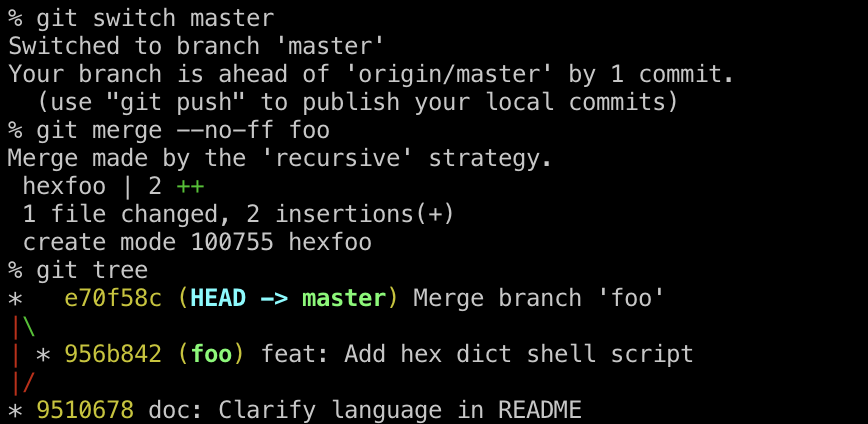 % git switch master
Switched to branch 'master'
Your branch is ahead of 'origin/master' by 1 commit.
  (use "git push" to publish your local commits)
% git merge --no-ff foo
Merge made by the 'recursive' strategy.
 hexfoo | 2 ++
 1 file changed, 2 insertions(+)
 create mode 100755 hexfoo
% git tree
*   e70f58c (HEAD -> master) Merge branch 'foo'
|\
| * 956b842 (foo) feat: Add hex dict shell script
|/
* 9510678 doc: Clarify language in README